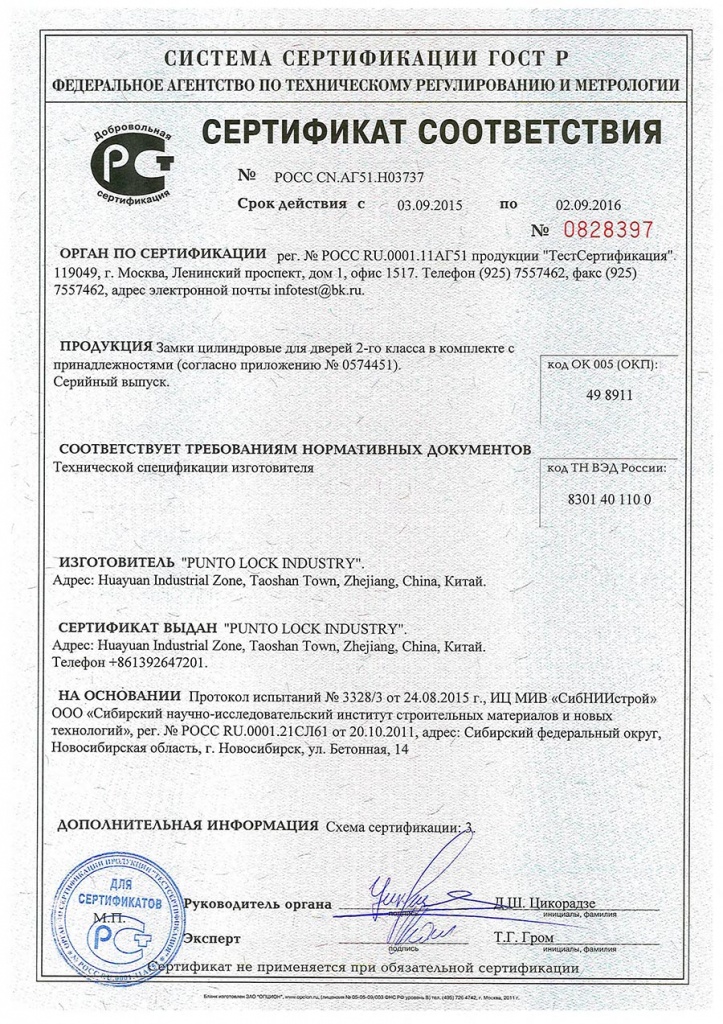 СИСТЕМА СЕРТИФИКАЦИИ ГОСТ Р
ФЕДЕРАЛЬНОЕ АГЕНТСТВО ПО ТЕХНИЧЕСКОМУ РЕГУЛИРОВАНИЮ И МЕТРОЛОГИИ
Добровольная
сертификация
СЕРТИФИКАТ СООТВЕТСТВИЯ
№ РОСС CN.АГ51.Н03737
Срок действия с 03.09.2015 по 02.09.2016
№ 0828397
ОРГАН ПО СЕРТИФИКАЦИИ рег. № РОСС RU.0001.11АГ51 продукции "ТестСертификация".
119049, г. Москва, Ленинский проспект, дом 1, офис 1517. Телефон (925) 7557462, факс (925)
7557462, адрес электронной почты infotest@bk.ru.
ПРОДУКЦИЯ Замки цилиндровые для дверей 2-го класса в комплекте с
принадлежностями (согласно приложению № 0574451).
Серийный выпуск.
код ОК 005 (ОКП):
49 8911
СООТВЕТСТВУЕТ ТРЕБОВАНИЯМ НОРМАТИВНЫХ ДОКУМЕНТОВ
Технической спецификации изготовителя
код ТН ВЭД России:
8301 40 110 0
ИЗГОТОВИТЕЛЬ "PUNTO LOCK INDUSTRY".
Адрес: Huayuan Industrial Zone, Taoshan Town, Zhejiang, China, Китай.
СЕРТИФИКАТ ВЫДАН "PUNTO LOCK INDUSTRY".
Адрес: Huayuan Industrial Zone, Taoshan Town, Zhejiang, China, Китай.
Телефон +861392647201.
НА ОСНОВАНИИ Протокол испытаний № 3328/3 от 24.08.2015 г., ИЦ МИВ «СибНИИстрой»
ООО «Сибирский научно-исследовательский институт строительных материалов и новых
технологий», рег. № РОСС RU.0001.21СЛ61 от 20.10.2011, адрес: Сибирский федеральный округ,
Новосибирская область, г. Новосибирск, ул. Бетонная, 14
ДОПОЛНИТЕЛЬНАЯ ИНФОРМАЦИЯ Схема сертификации: 3.
ДЛЯ
СЕРТИФИКАТОВ
М.П.
Руководитель органа
подпись
Д.Ш. Цикорадзе
инициалы, фамилия
Эксперт
подпись
Т.Г. Гром
инициалы, фамилия
Сертификат не применяется при обязательной сертификации